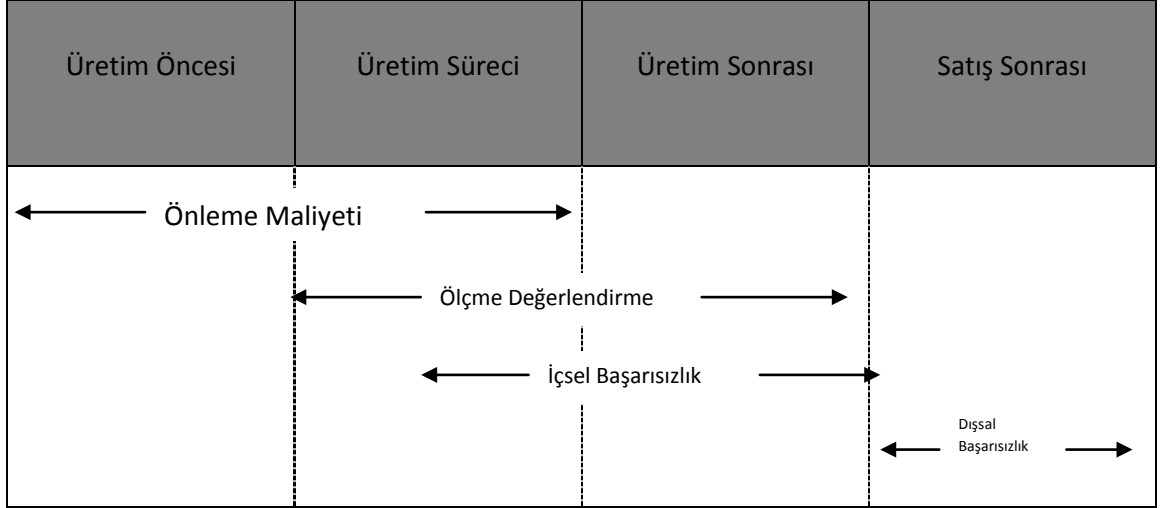 Üretim Öncesi
Üretim Süreci
Üretim Sonrası
Satış Sonrası
Önleme Maliyeti
Ölçme Değerlendirme
İçsel Başarısızlık
Dışsal
Başarısızlık